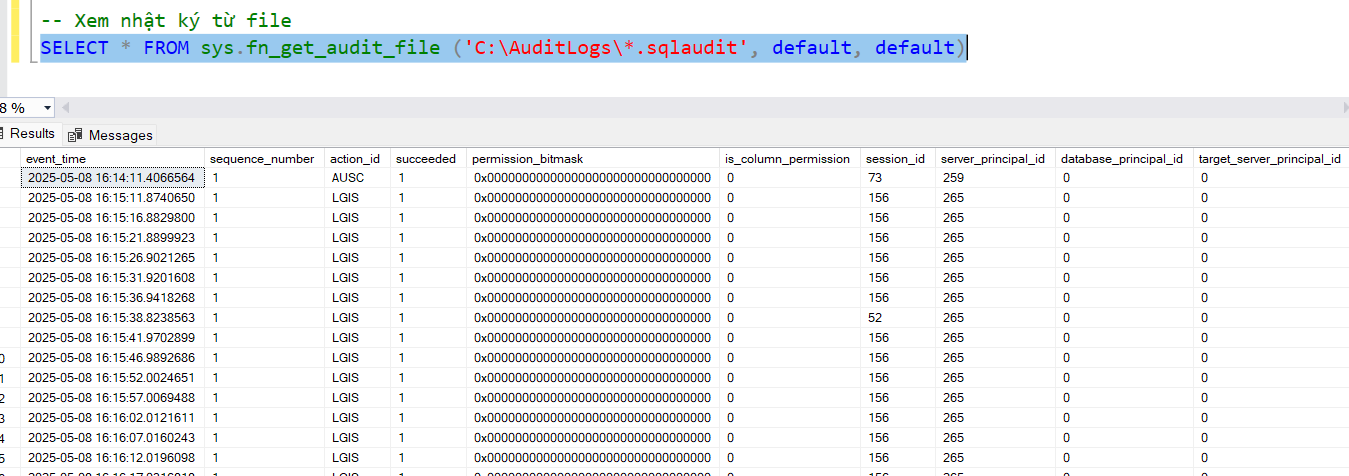 -- Xem nhật ký từ file
SELECT * FROM sys.fn_get_audit_file ('C:\AuditLogs\*.sqlaudit', default, default)
8 %
Results Messages
event_time sequence_number action_id succeeded permission_bitmask is_column_permission session_id server_principal_id database_principal_id target_server_principal_id
2025-05-08 16:14:11.4066564 1 AUSC 1 0x00000000000000000000000000000000 0 73 259 0 0
2025-05-08 16:15:11.8740650 1 LGIS 1 0x00000000000000000000000000000000 0 156 265 0 0
2025-05-08 16:15:16.8829800 1 LGIS 1 0x00000000000000000000000000000000 0 156 265 0 0
2025-05-08 16:15:21.8899923 1 LGIS 1 0x00000000000000000000000000000000 0 156 265 0 0
2025-05-08 16:15:26.9021265 1 LGIS 1 0x00000000000000000000000000000000 0 156 265 0 0
2025-05-08 16:15:31.9201608 1 LGIS 1 0x00000000000000000000000000000000 0 156 265 0 0
2025-05-08 16:15:36.9418268 1 LGIS 1 0x00000000000000000000000000000000 0 156 265 0 0
2025-05-08 16:15:38.8238563 1 LGIS 1 0x00000000000000000000000000000000 0 52 265 0 0
2025-05-08 16:15:41.9702899 1 LGIS 1 0x00000000000000000000000000000000 0 156 265 0 0
0 2025-05-08 16:15:46.9892686 1 LGIS 1 0x00000000000000000000000000000000 0 156 265 0 0
1 2025-05-08 16:15:52.0024651 1 LGIS 1 0x00000000000000000000000000000000 0 156 265 0 0
2 2025-05-08 16:15:57.0069488 1 LGIS 1 0x00000000000000000000000000000000 0 156 265 0 0
3 2025-05-08 16:16:02.0121611 1 LGIS 1 0x00000000000000000000000000000000 0 156 265 0 0
4 2025-05-08 16:16:07.0160243 1 LGIS 1 0x00000000000000000000000000000000 0 156 265 0 0
5 2025-05-08 16:16:12.0196098 1 LGIS 1 0x00000000000000000000000000000000 0 156 265 0 0